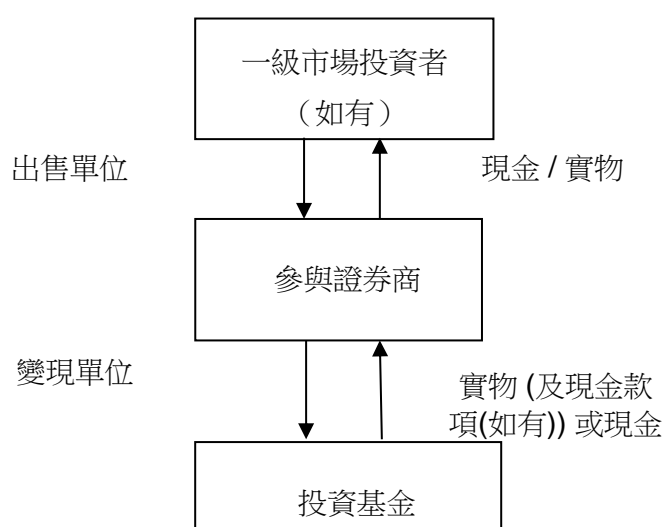 一級市場投資者
（如有）
出售單位
現金 / 實物
參與證券商
變現單位
實物 (及現金款
項(如有)) 或現金
投資基金